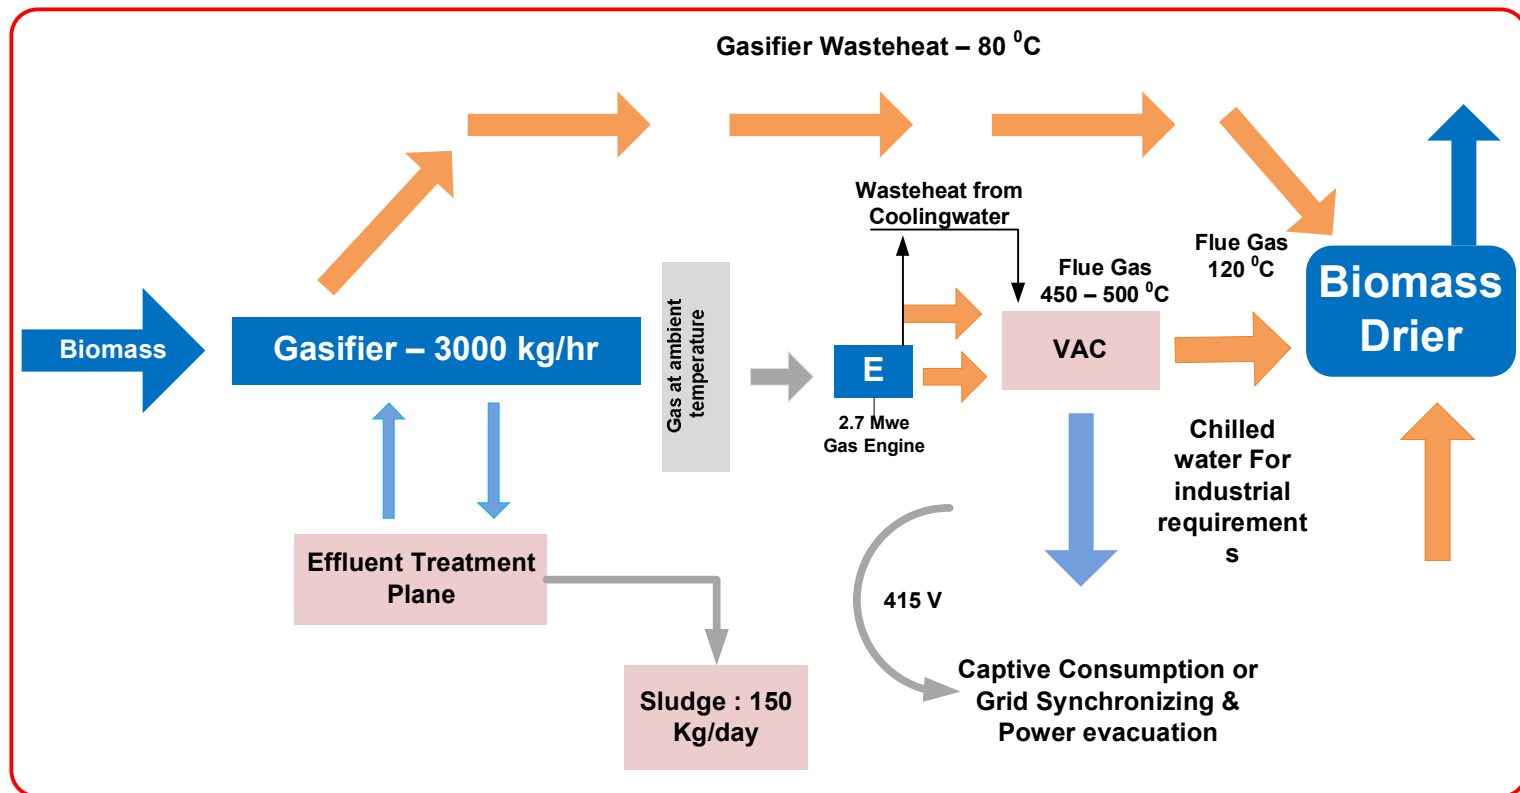 Gasifier Wasteheat – 80 ⁰C
Wasteheat from
Coolingwater
Flue Gas
450 – 500 ⁰C
Flue Gas
120 ⁰C
Biomass
Drier
Biomass
Gasifier – 3000 kg/hr
Gas at ambient
temperature
E
2.7 Mwe
Gas Engine
VAC
Chilled
water For
industrial
requirement
s
Effluent Treatment
Plane
415 V
Sludge : 150
Kg/day
Captive Consumption or
Grid Synchronizing &
Power evacuation